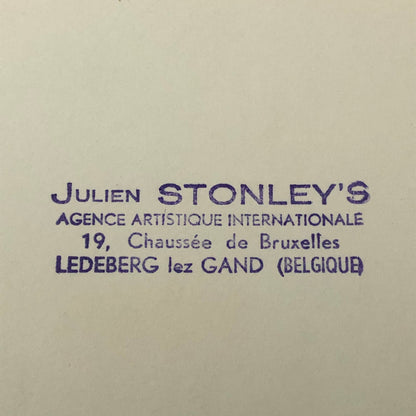 Julien STONLEY'S
AGENCE ARTISTIQUE INTERNATIONALE
19, Chaussée de Bruxelles
LEDEBERG lez GAND (BELGIQUE)